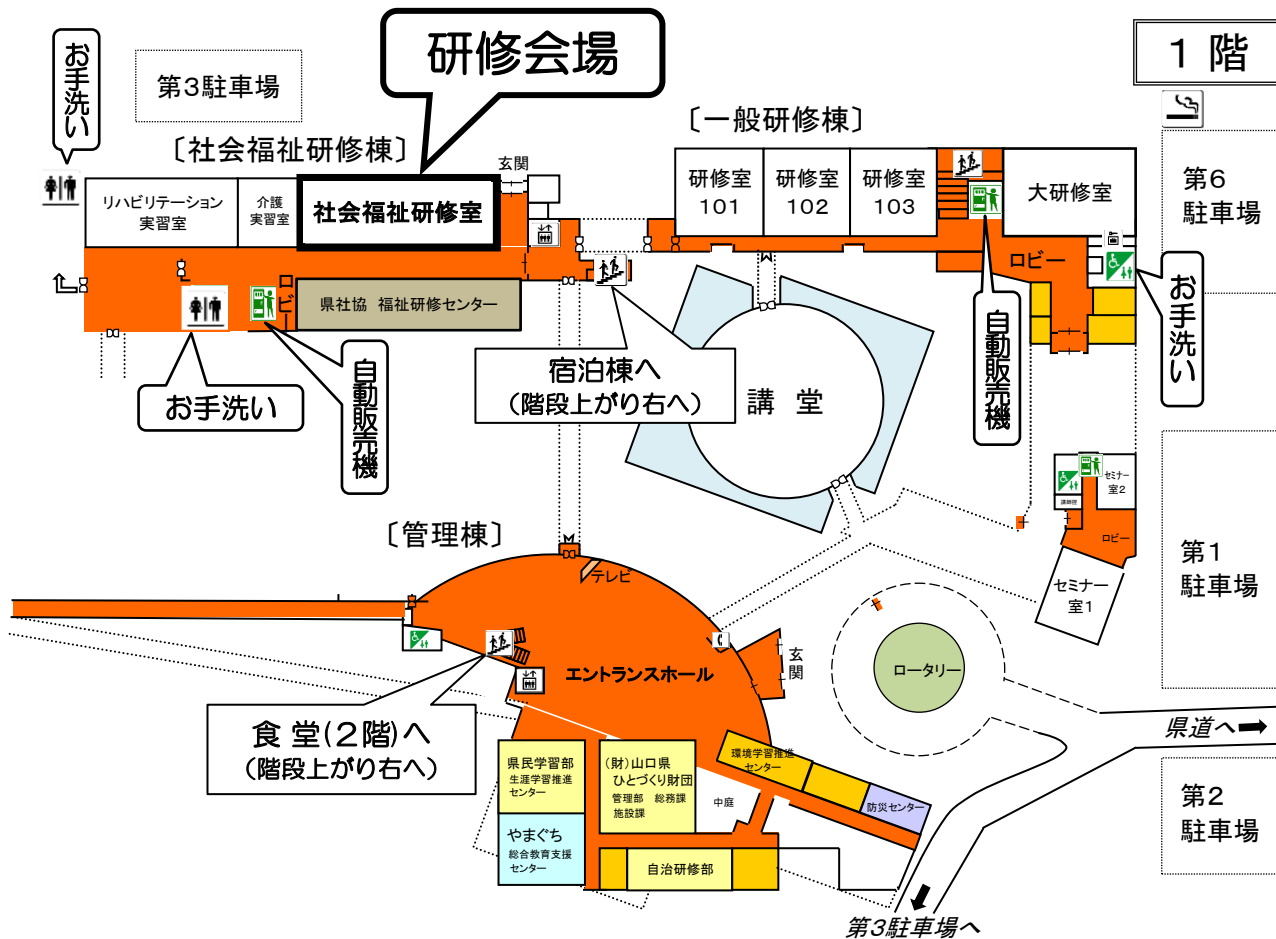 1階
研修会場
お手洗い
第3駐車場
〔社会福祉研修棟〕
玄関
〔一般研修棟〕
リハビリテーション
実習室
介護
実習室
社会福祉研修室
研修室
101
研修室
102
研修室
103
大研修室
第6
駐車場
ロビー
県社協 福祉研修センター
ロビー
お手洗い
自動販売機
宿泊棟へ
(階段上がり右へ)
講堂
自動販売機
お手洗い
セミナー
室2
講師控
ロビー
セミナー
室1
第1
駐車場
〔管理棟〕
テレビ
エントランスホール
玄関
ロータリー
食堂(2階)へ
(階段上がり右へ)
県道へ
県民学習部
生涯学習推進
センター
(財)山口県
ひとづくり財団
管理部 総務課
施設課
環境学習推進
センター
中庭
防災センター
やまぐち
総合教育支援
センター
自治研修部
第2
駐車場
第3駐車場へ